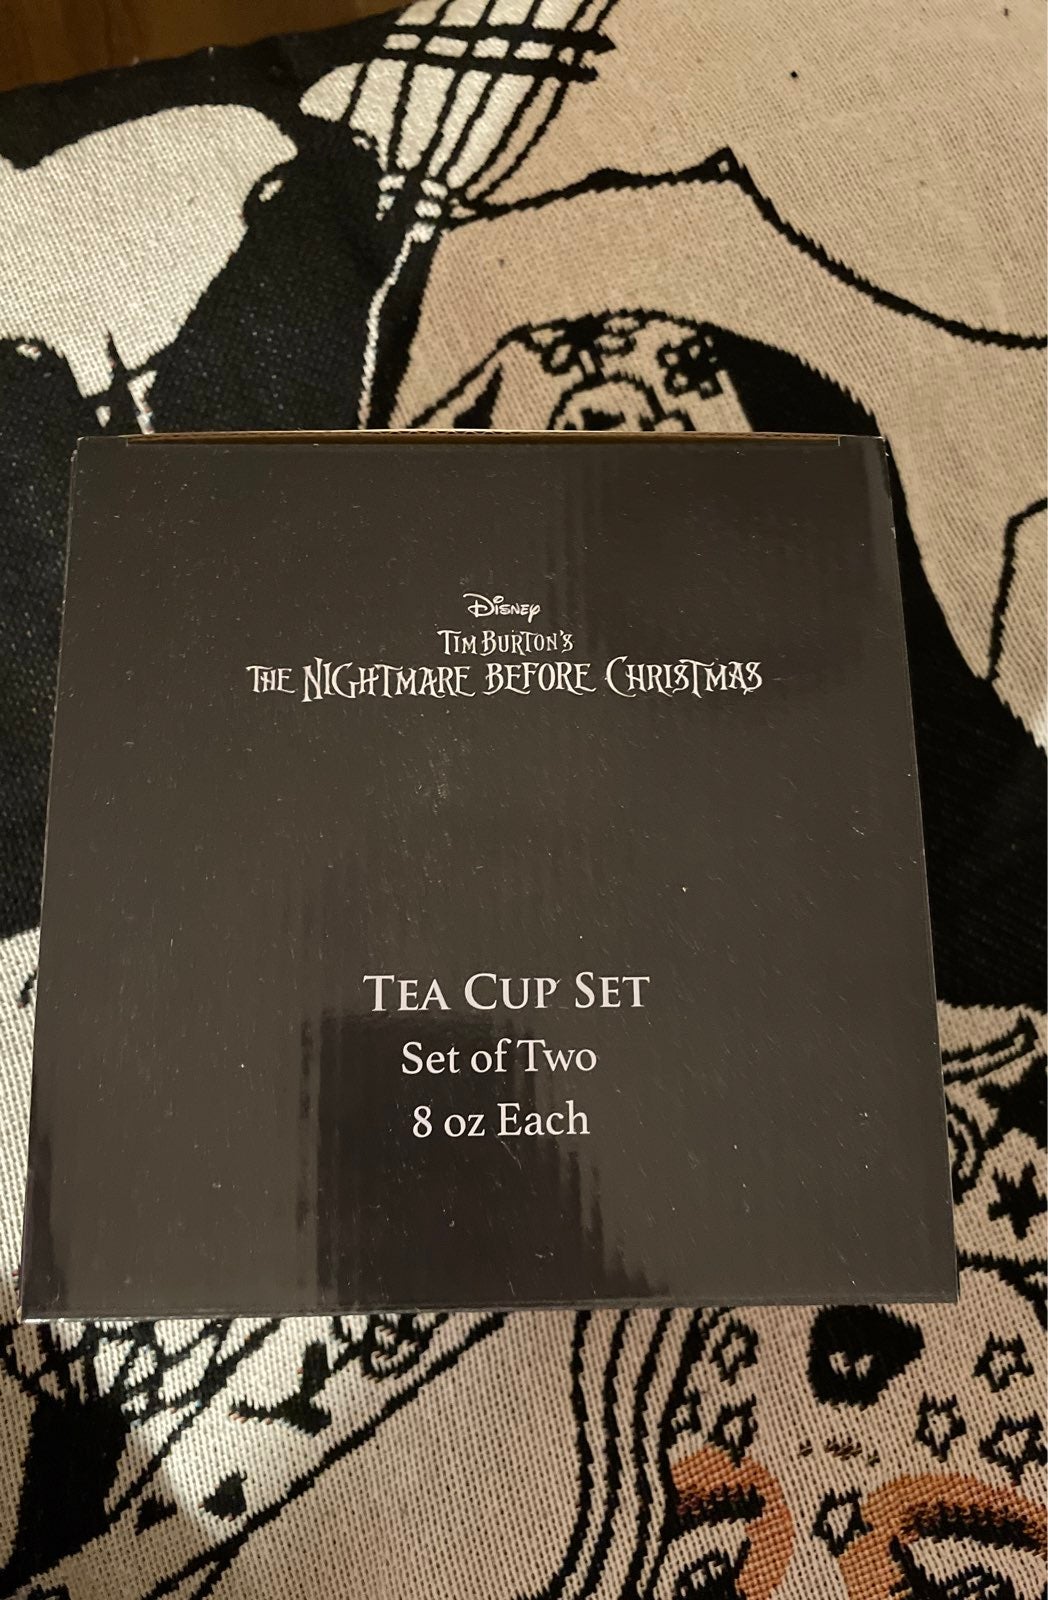 Disney
Tim Burton's
The Nightmare Before Christmas
Tea Cup Set
Set of Two
8 oz Each